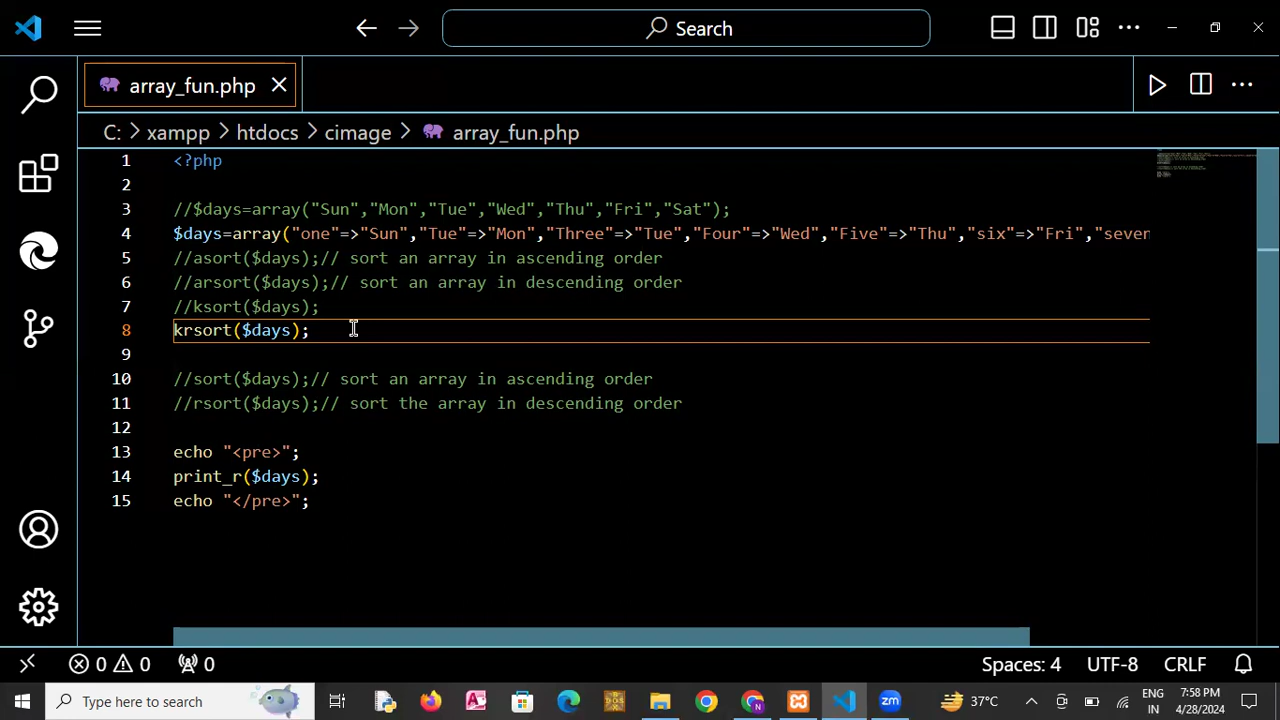 Search
array_fun.php
C: > xampp > htdocs > cimage > array_fun.php
1 <?php
2
3 //$days=array("Sun","Mon","Tue","Wed","Thu","Fri","Sat");
4 $days=array("one"=>"Sun","Tue"=>"Mon","Three"=>"Tue","Four"=>"Wed","Five"=>"Thu","six"=>"Fri","seven
5 //asort($days);// sort an array in ascending order
6 //arsort($days);// sort an array in descending order
7 //ksort($days);
8 krsort($days);
9
10 //sort($days);// sort an array in ascending order
11 //rsort($days);// sort the array in descending order
12
13 echo "<pre>";
14 print_r($days);
15 echo "</pre>";
0 0 0 Spaces: 4 UTF-8 CRLF
Type here to search 37°C ENG IN 7:58 PM 4/28/2024